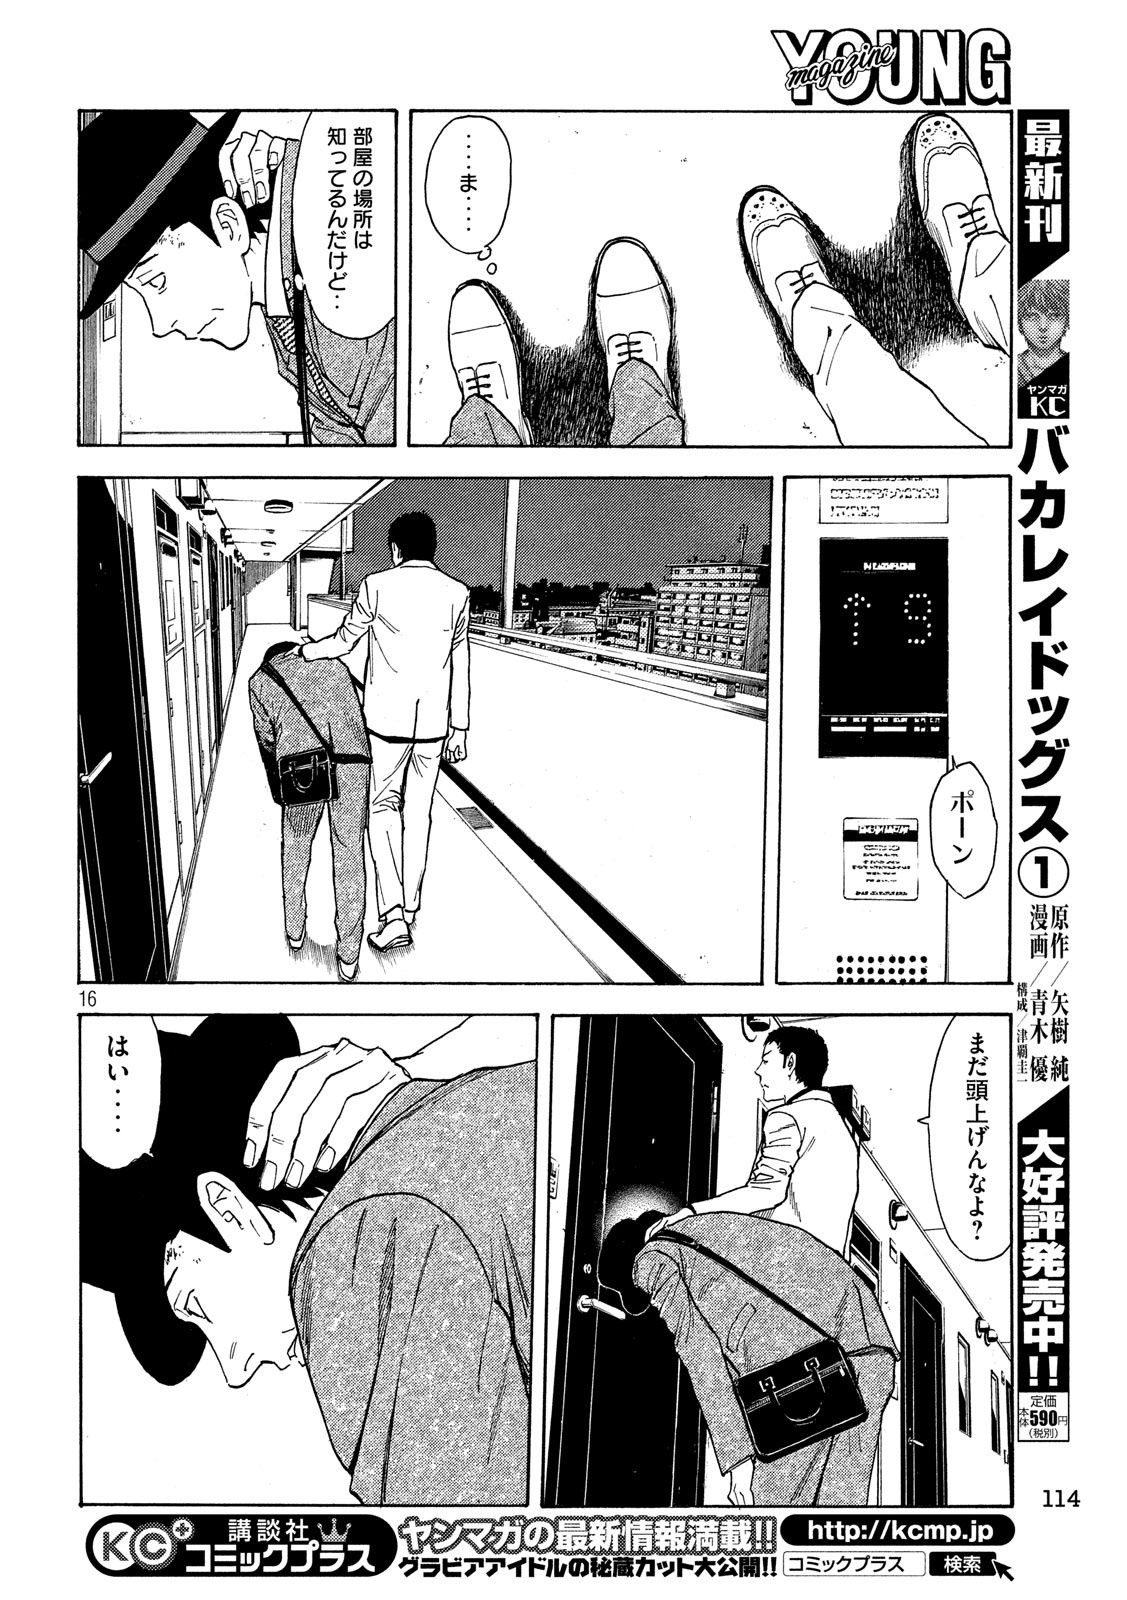 YOUNG
magazine
‥‥ま‥‥
部屋の場所は
知ってるんだけど‥
↑9
ポーン
まだ頭上げんなよ?
はい‥‥
16
最新刊
ヤンマガ
KC
バカレイドッグス①
原作/矢樹 純
漫画/青木 優
構成/津覇圭一
大好評発売中!!
定価
本体590円
(税別)
114
KC+
講談社
コミックプラス
ヤンマガの最新情報満載!!
グラビアアイドルの秘蔵カット大公開!!
http://kcmp.jp
コミックプラス 検索